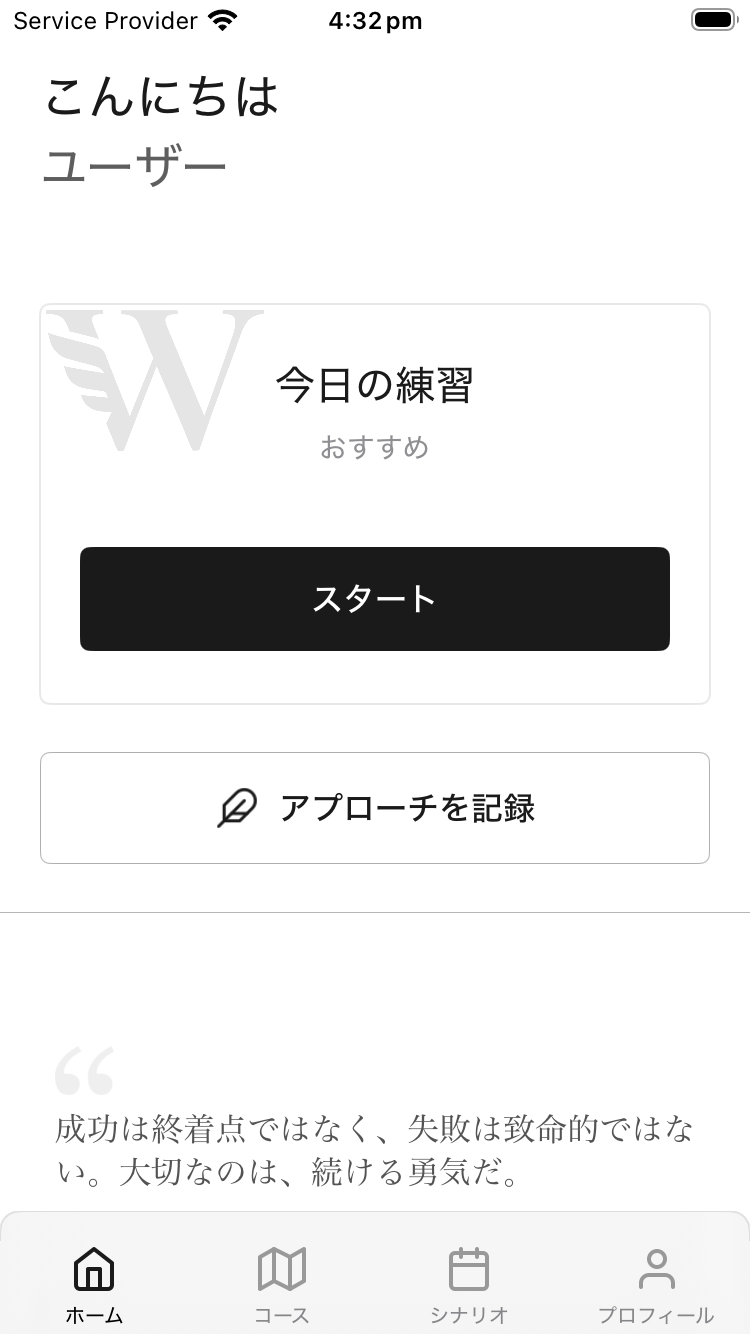 Service Provider 4:32 pm
こんにちは
ユーザー
W
今日の練習
おすすめ
スタート
アプローチを記録
“
成功は終着点ではなく、失敗は致命的ではな
い。大切なのは、続ける勇気だ。
ホーム コース シナリオ プロフィール